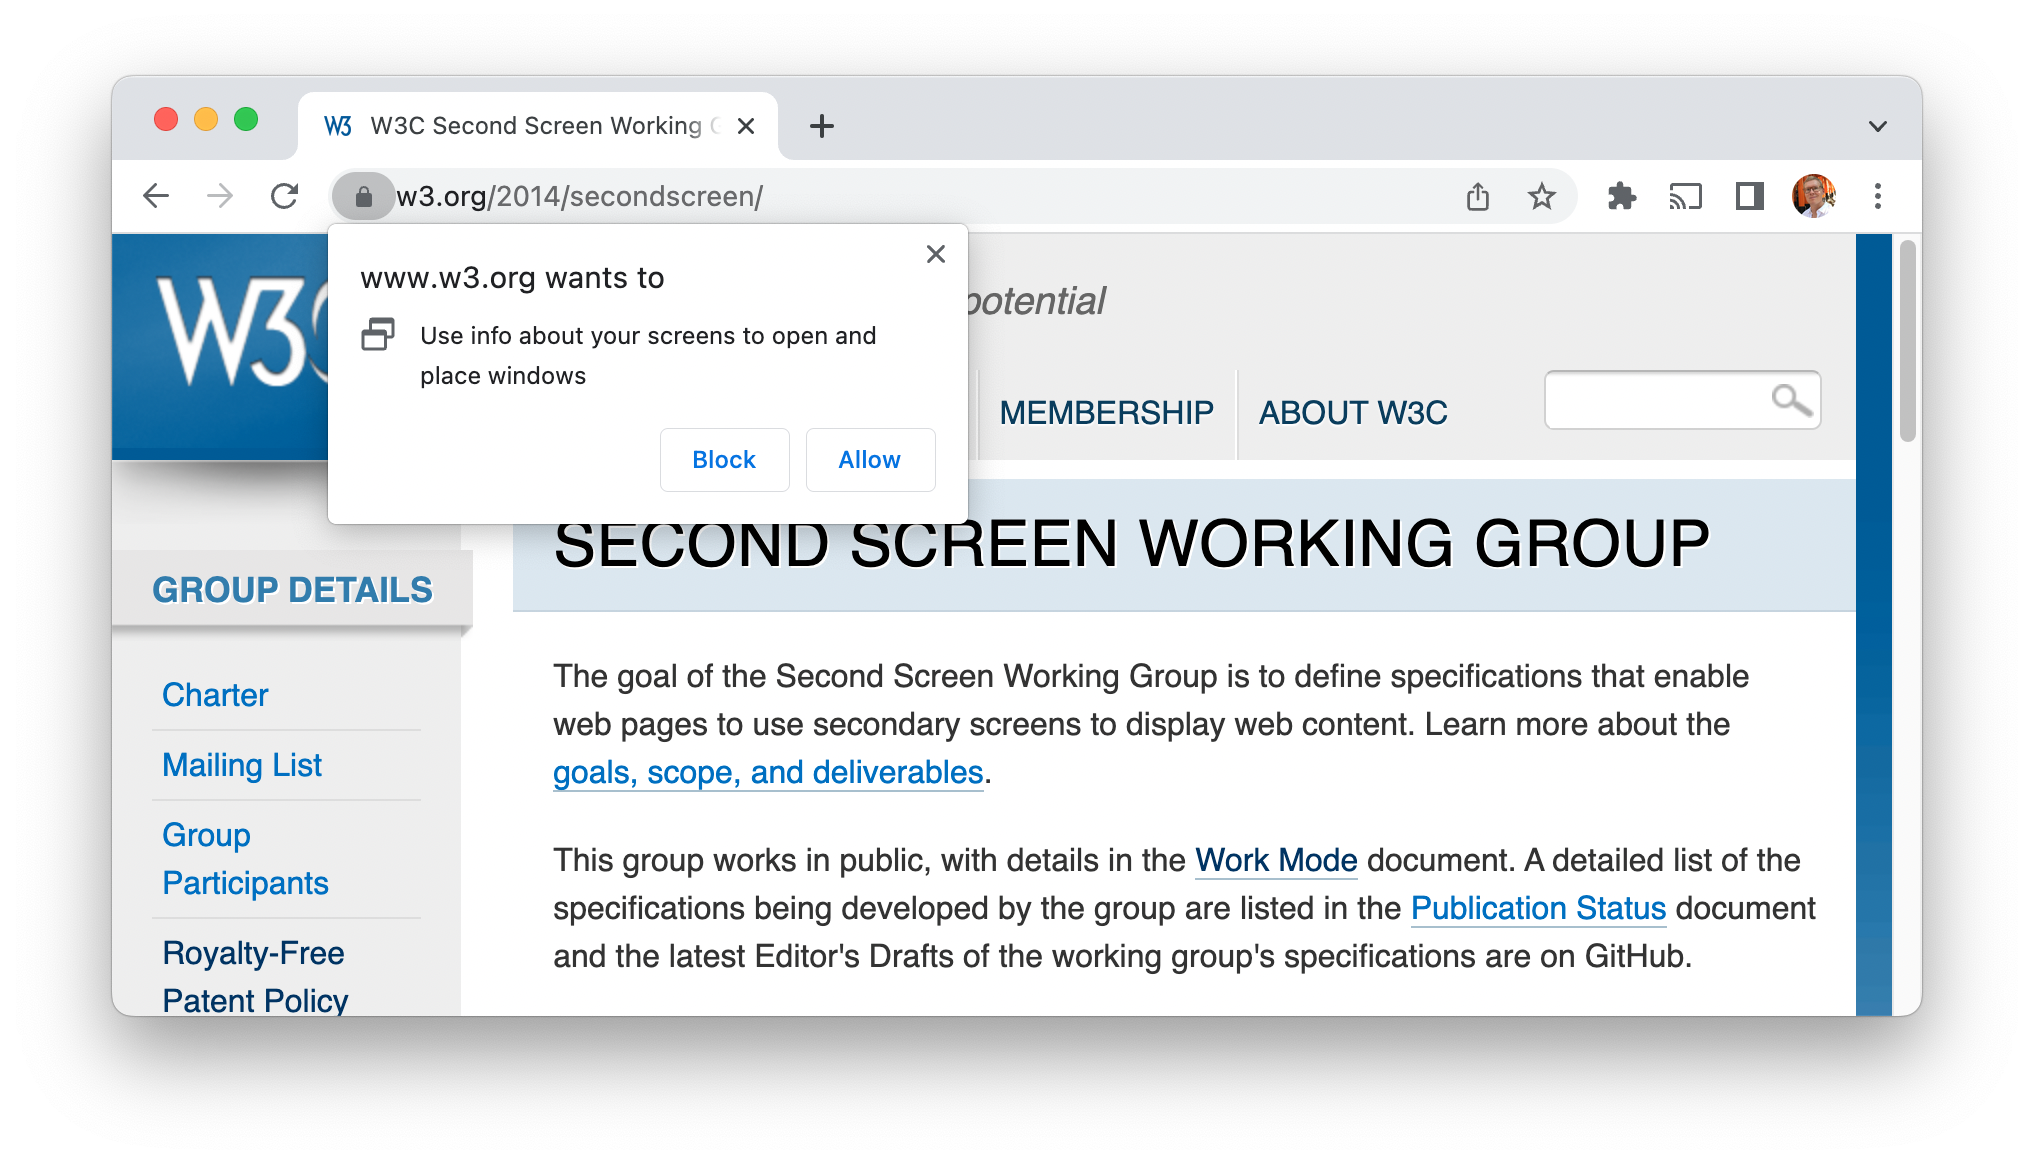 W3C Second Screen Working
w3.org/2014/secondscreen/
www.w3.org wants to
Use info about your screens to open and
place windows
Block
Allow
W3C
potential
MEMBERSHIP
ABOUT W3C
SECOND SCREEN WORKING GROUP
GROUP DETAILS
Charter
Mailing List
Group
Participants
Royalty-Free
Patent Policy
The goal of the Second Screen Working Group is to define specifications that enable
web pages to use secondary screens to display web content. Learn more about the
goals, scope, and deliverables.
This group works in public, with details in the Work Mode document. A detailed list of the
specifications being developed by the group are listed in the Publication Status document
and the latest Editor's Drafts of the working group's specifications are on GitHub.